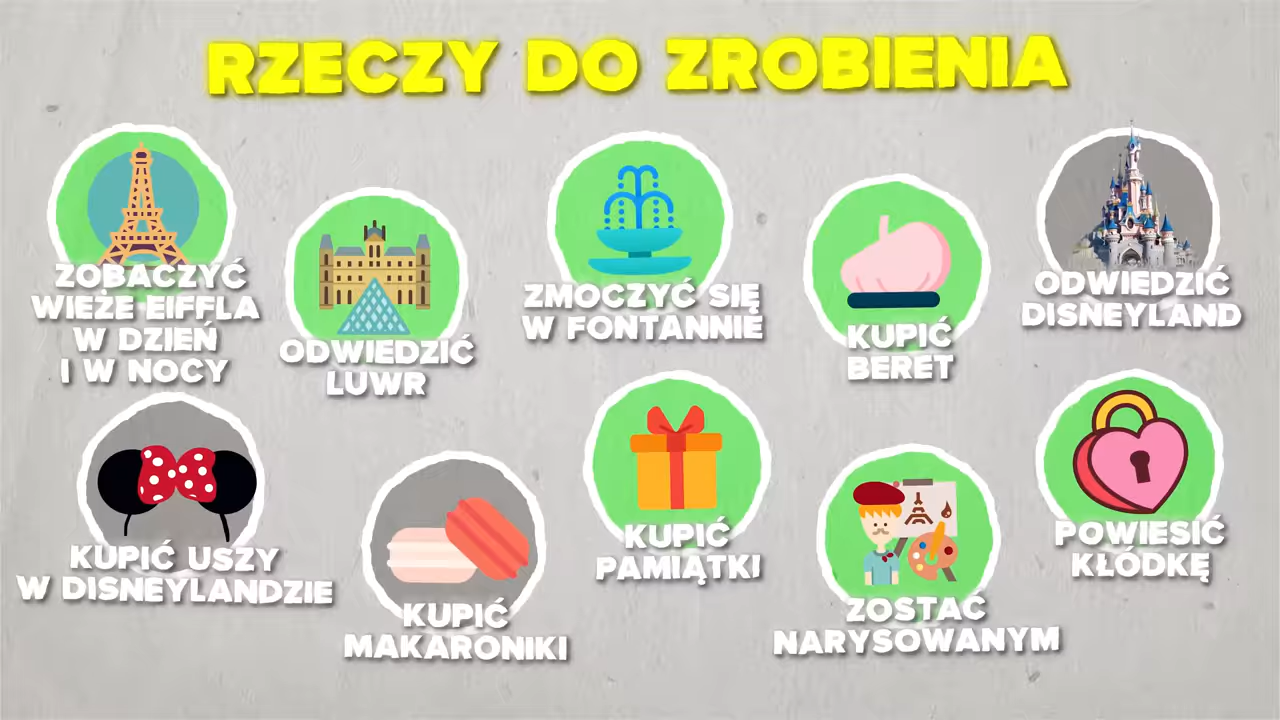 RZECZY DO ZROBIENIA
ZOBACZYĆ
WIEŻE EIFFLA
W DZIEŃ
I W NOCY
ODWIEDZIĆ
LUWR
ZMOCZYĆ SIĘ
W FONTANNIE
KUPIĆ
BERET
ODWIEDZIĆ
DISNEYLAND
KUPIĆ USZY
W DISNEYLANDZIE
KUPIĆ
MAKARONIKI
KUPIĆ
PAMIĄTKI
ZOSTAĆ
NARYSOWANYM
POWIESIĆ
KŁÓDKĘ